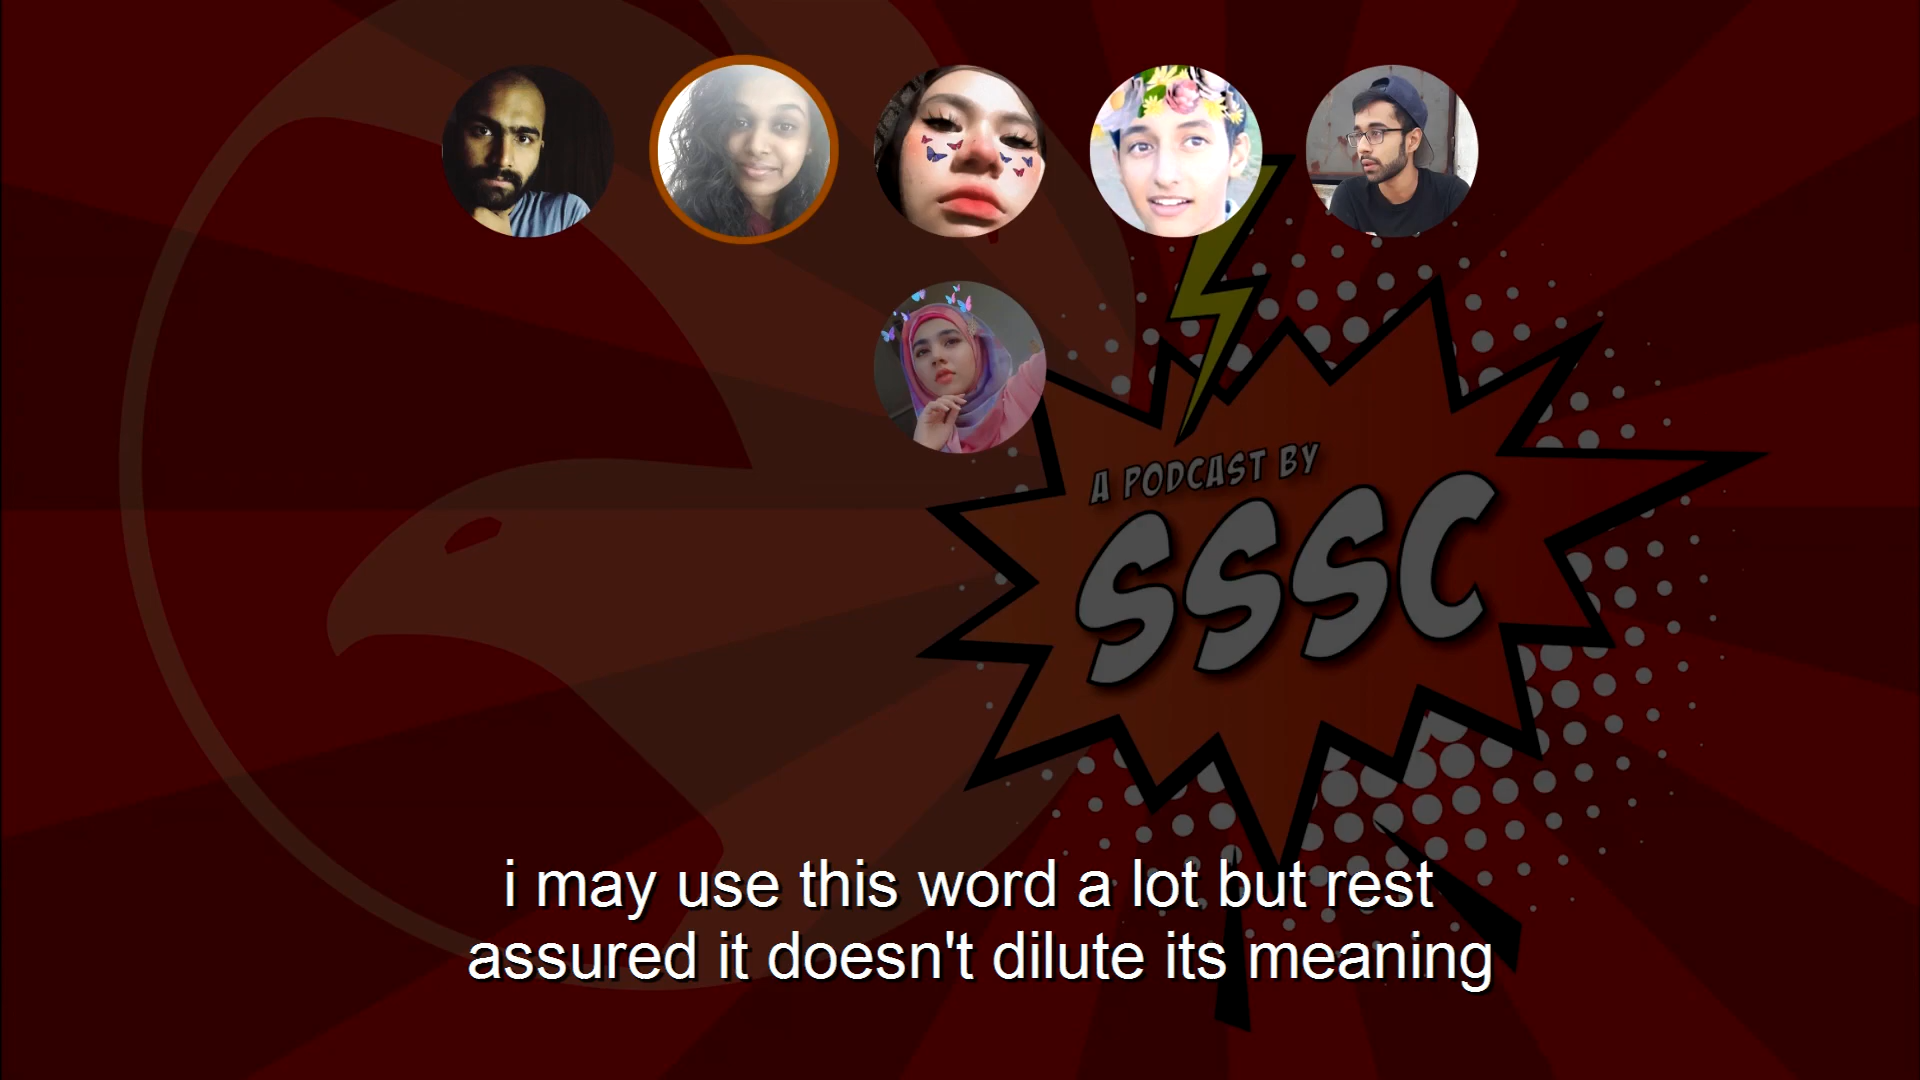 A PODCAST BY
SSSC
i may use this word a lot but rest
assured it doesn't dilute its meaning